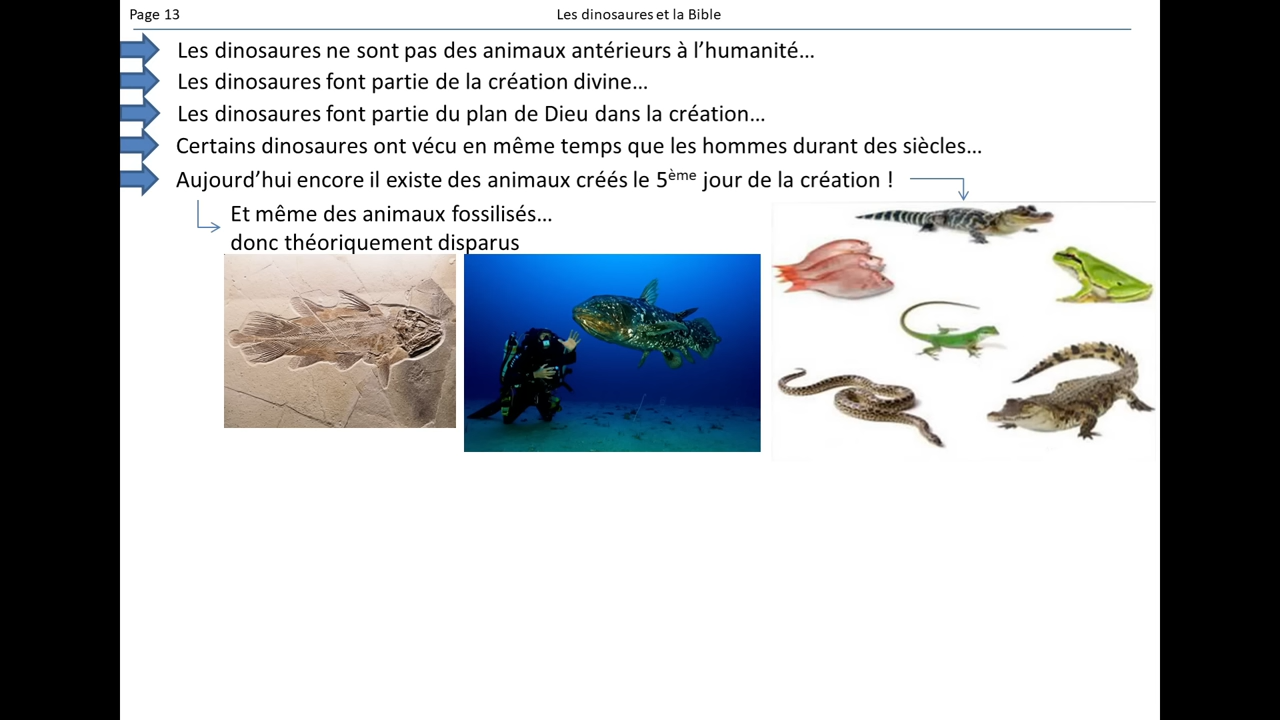 Page 13
Les dinosaures et la Bible
Les dinosaures ne sont pas des animaux antérieurs à l’humanité…
Les dinosaures font partie de la création divine…
Les dinosaures font partie du plan de Dieu dans la création…
Certains dinosaures ont vécu en même temps que les hommes durant des siècles…
Aujourd’hui encore il existe des animaux créés le 5ème jour de la création !
Et même des animaux fossilisés…
donc théoriquement disparus